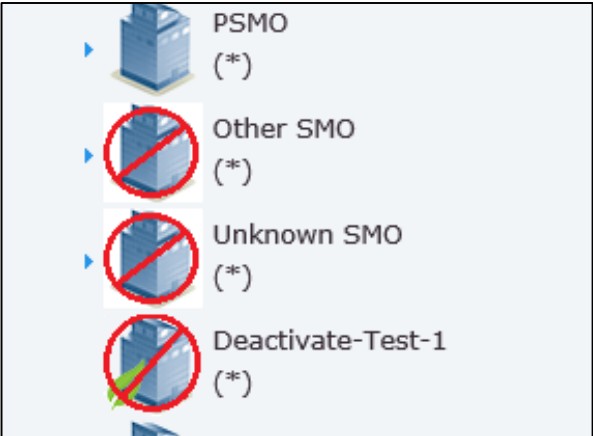 PSMO
(*)
Other SMO
(*)
Unknown SMO
(*)
Deactivate-Test-1
(*)